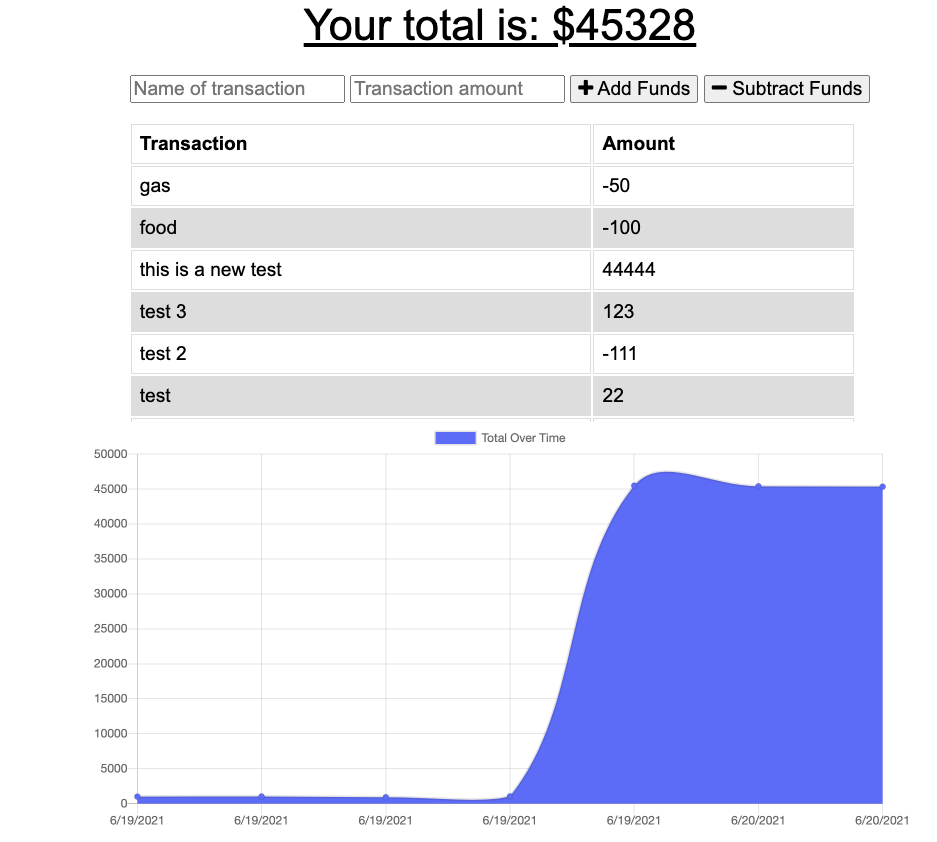 Your total is: $45328
Name of transaction Transaction amount + Add Funds − Subtract Funds
Transaction Amount
gas -50
food -100
this is a new test 44444
test 3 123
test 2 -111
test 22
Total Over Time
50000
45000
40000
35000
30000
25000
20000
15000
10000
5000
0
6/19/2021 6/19/2021 6/19/2021 6/19/2021 6/19/2021 6/20/2021 6/20/2021